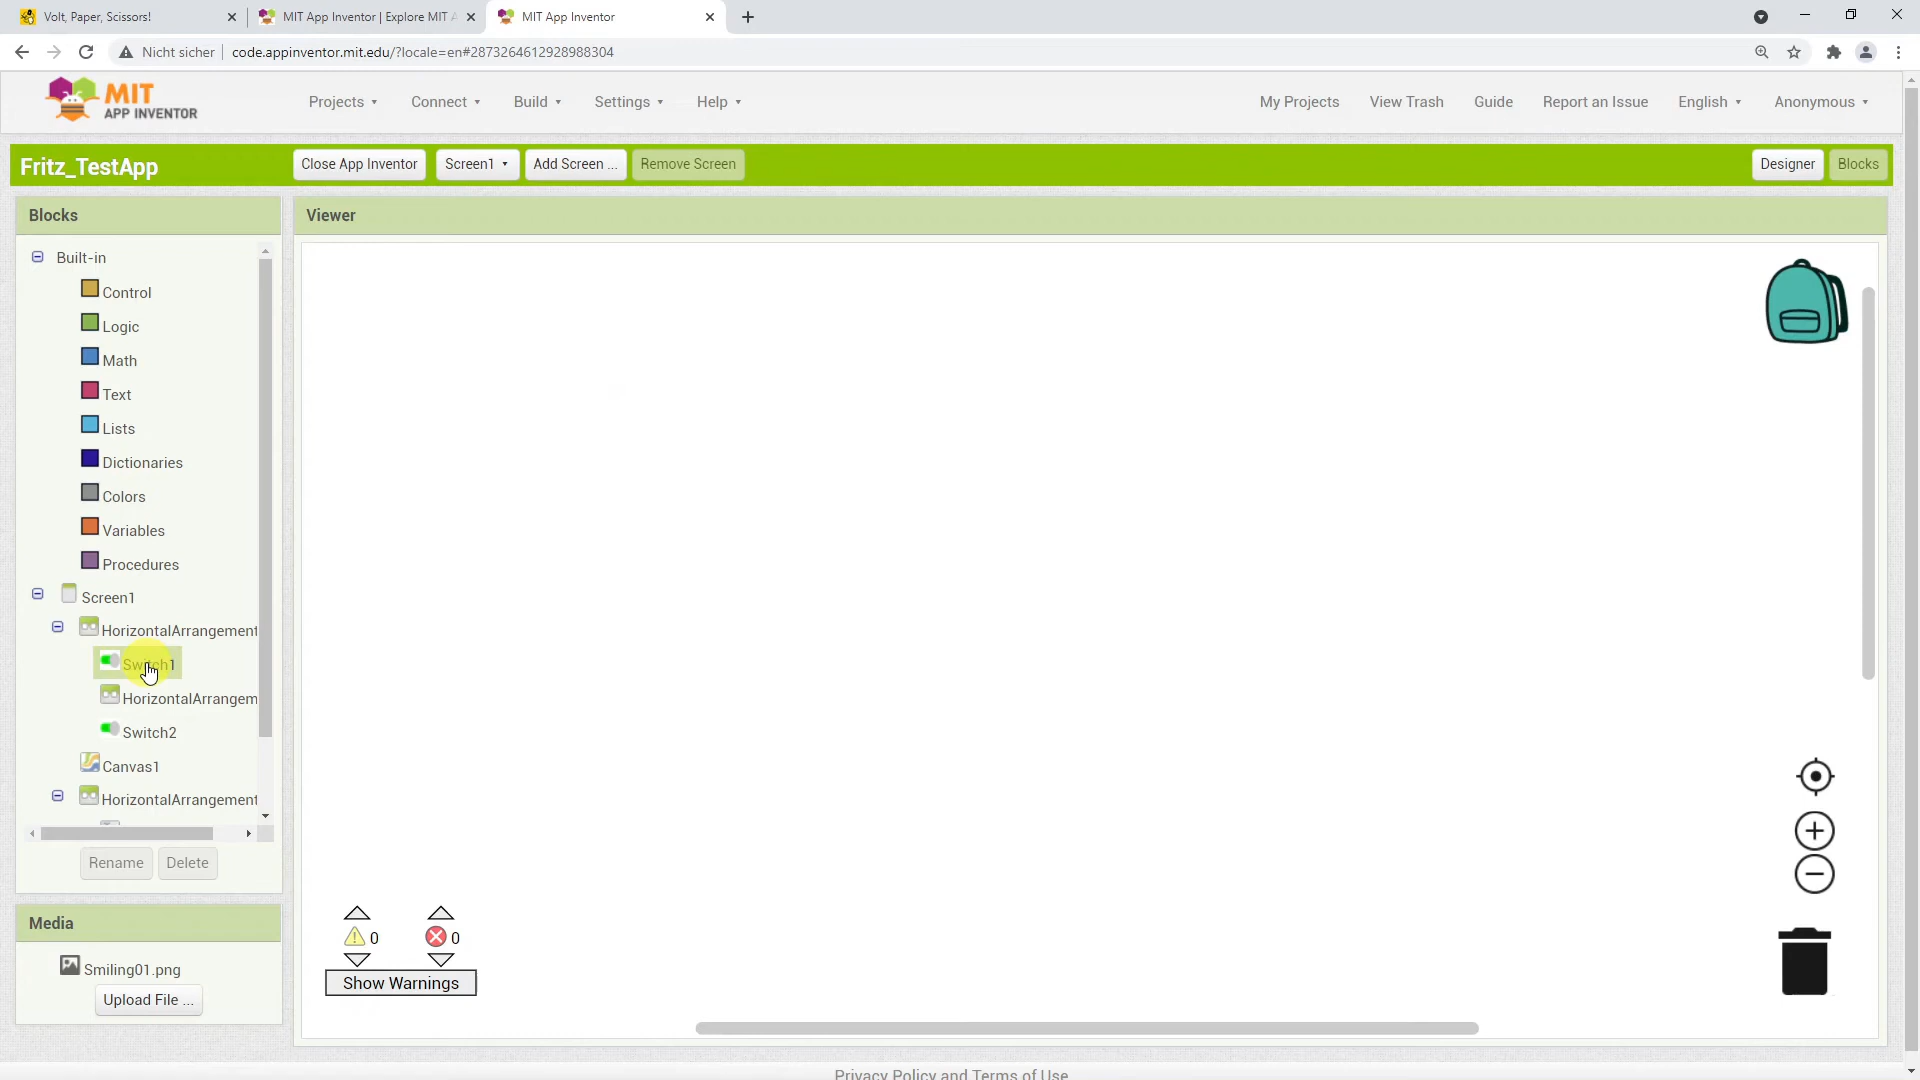 Volt, Paper, Scissors!
MIT App Inventor | Explore MIT A
MIT App Inventor
Nicht sicher
code.appinventor.mit.edu/?locale=en#2873264612928988304
MIT
APP INVENTOR
Projects
Connect
Build
Settings
Help
My Projects
View Trash
Guide
Report an Issue
English
Anonymous
Fritz_TestApp
Close App Inventor
Screen1
Add Screen ...
Remove Screen
Designer
Blocks
Blocks
Viewer
Built-in
Control
Logic
Math
Text
Lists
Dictionaries
Colors
Variables
Procedures
Screen1
HorizontalArrangement
Switch1
HorizontalArrangem
Switch2
Canvas1
HorizontalArrangement
Rename
Delete
Media
Smiling01.png
Upload File ...
0
0
Show Warnings
Privacy Policy and Terms of Use